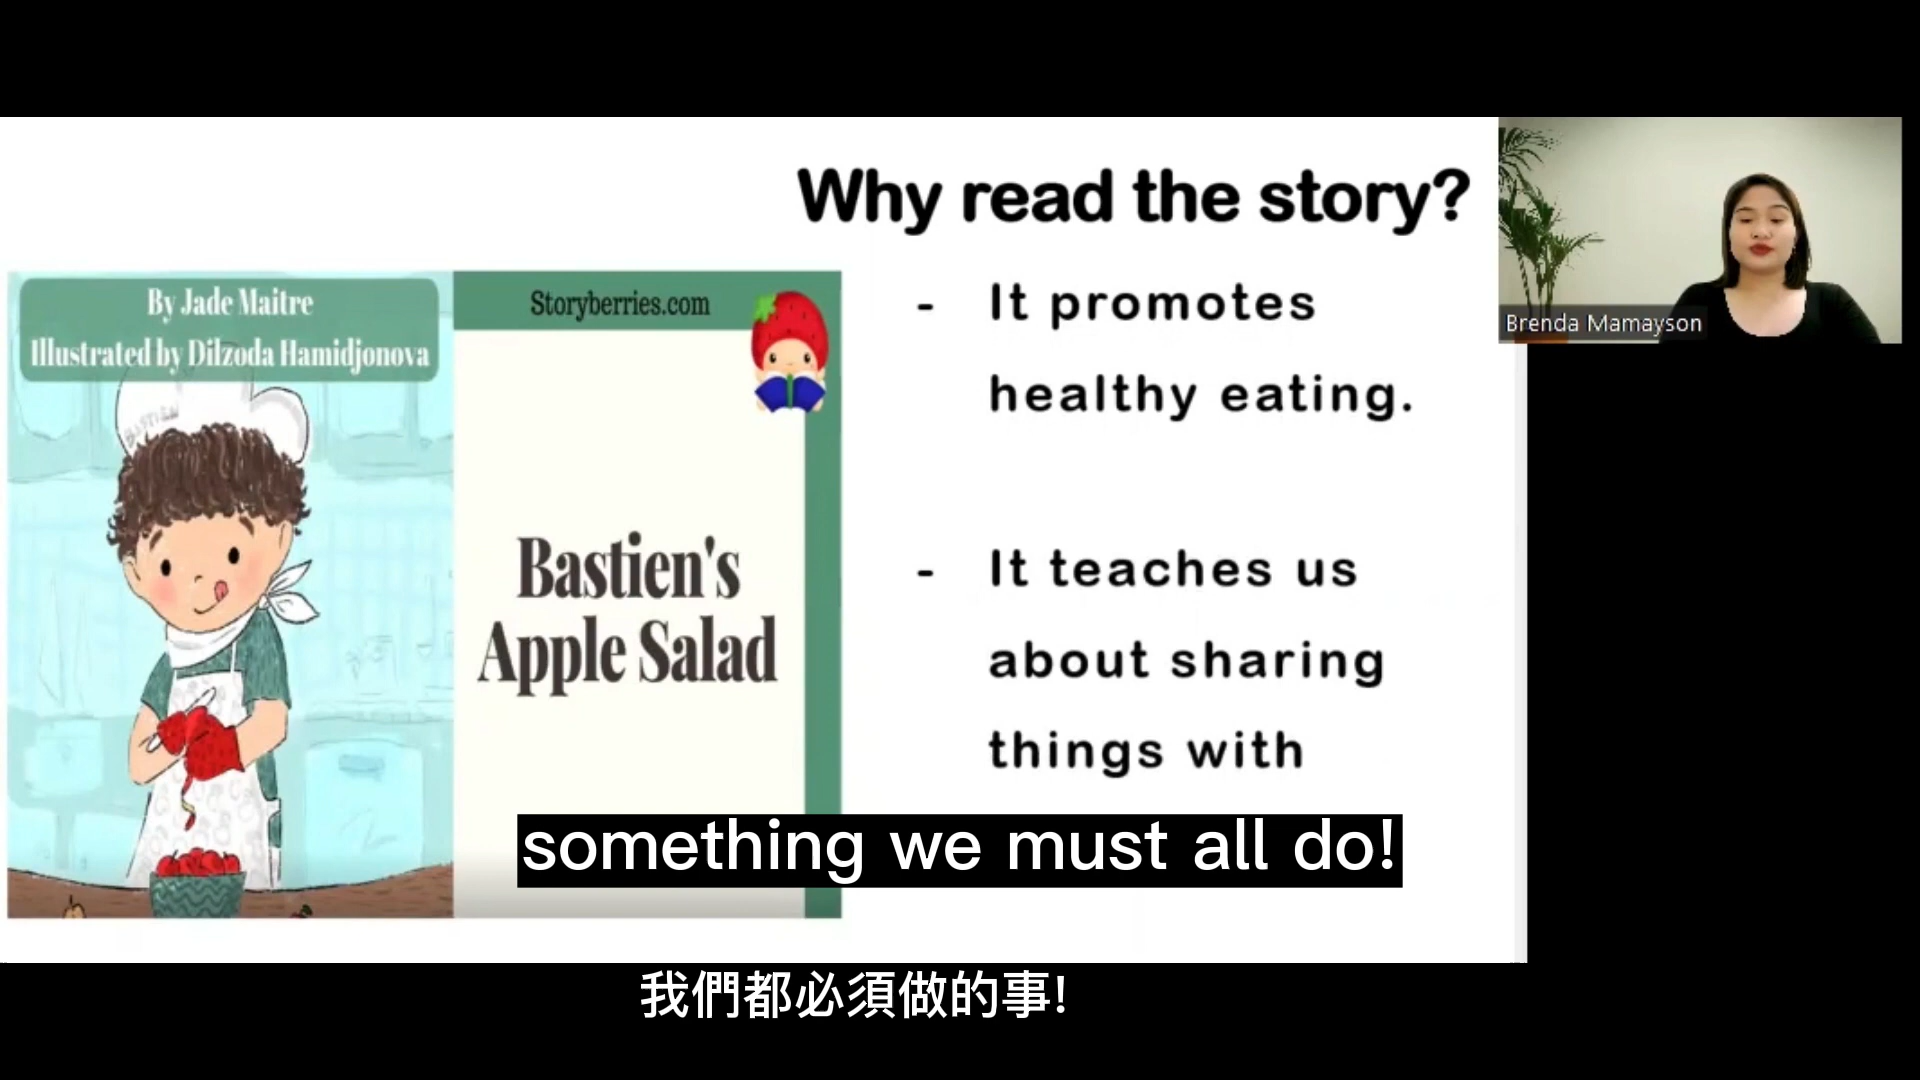 Why read the story?
By Jade Maitre
Illustrated by Dilzoda Hamidjonova
BASTIEN
Storyberries.com
Bastien's
Apple Salad
- It promotes
healthy eating.
- It teaches us
about sharing
things with
Brenda Mamayson
something we must all do!
我們都必須做的事!